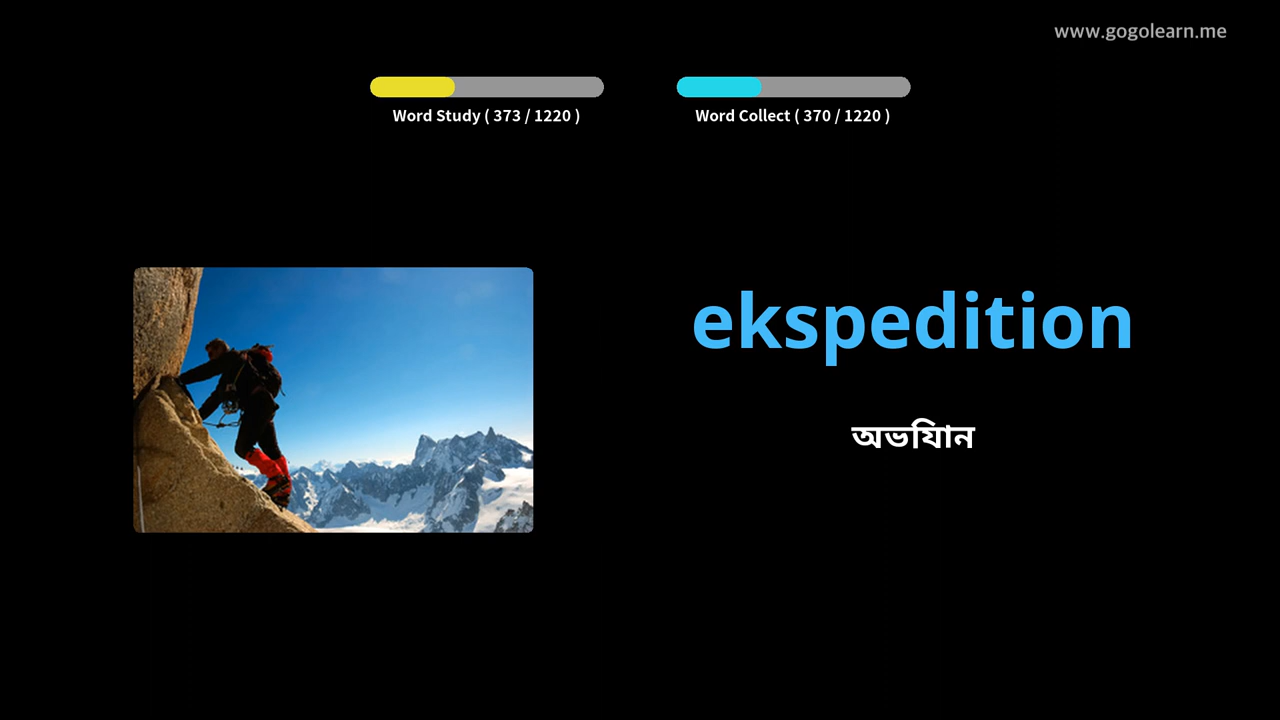 www.gogolearn.me
Word Study ( 373 / 1220 )
Word Collect ( 370 / 1220 )
ekspedition
অভিযান